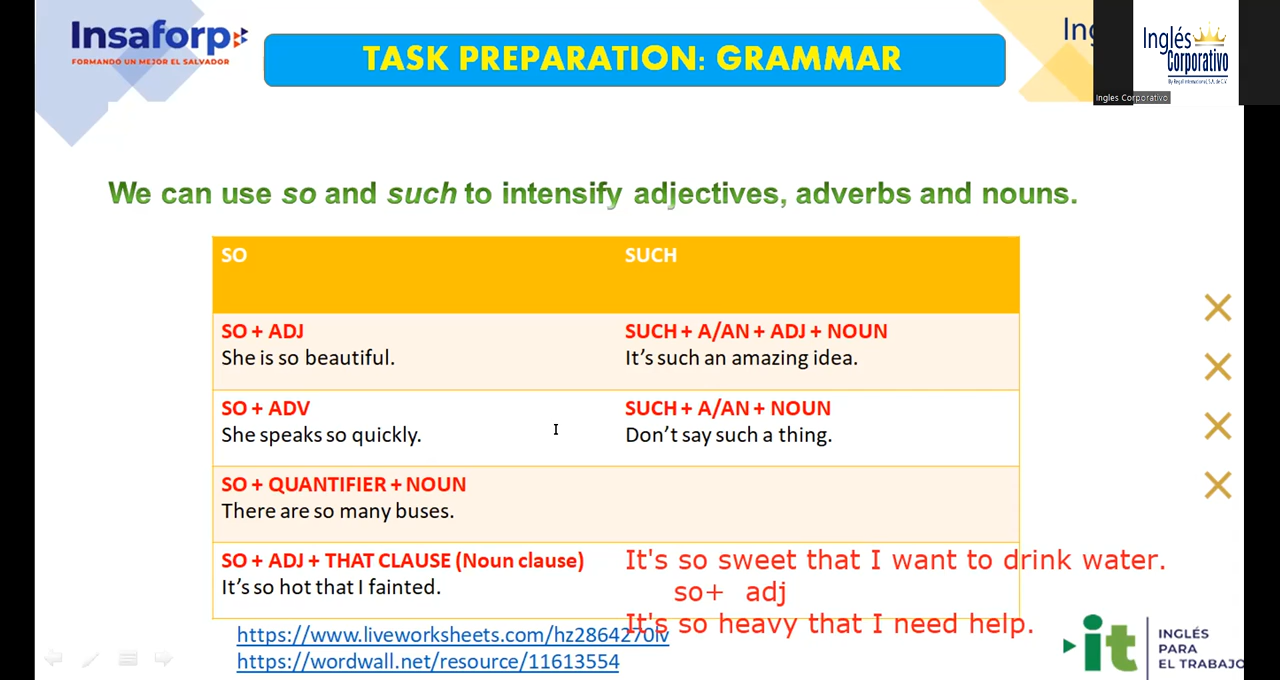 Insaforp
FORMANDO UN MEJOR EL SALVADOR
TASK PREPARATION: GRAMMAR
Inglés
Corporativo
Ingles Corporativo
We can use so and such to intensify adjectives, adverbs and nouns.
SO
SUCH
SO + ADJ
She is so beautiful.
SUCH + A/AN + ADJ + NOUN
It's such an amazing idea.
SO + ADV
She speaks so quickly.
SUCH + A/AN + NOUN
Don't say such a thing.
SO + QUANTIFIER + NOUN
There are so many buses.
SO + ADJ + THAT CLAUSE (Noun clause)
It's so hot that I fainted.
It's so sweet that I want to drink water.
so+ adj
It's so heavy that I need help.
https://www.liveworksheets.com/hz2864270lv
https://wordwall.net/resource/11613554
it
INGLÉS
PARA
EL TRABAJO